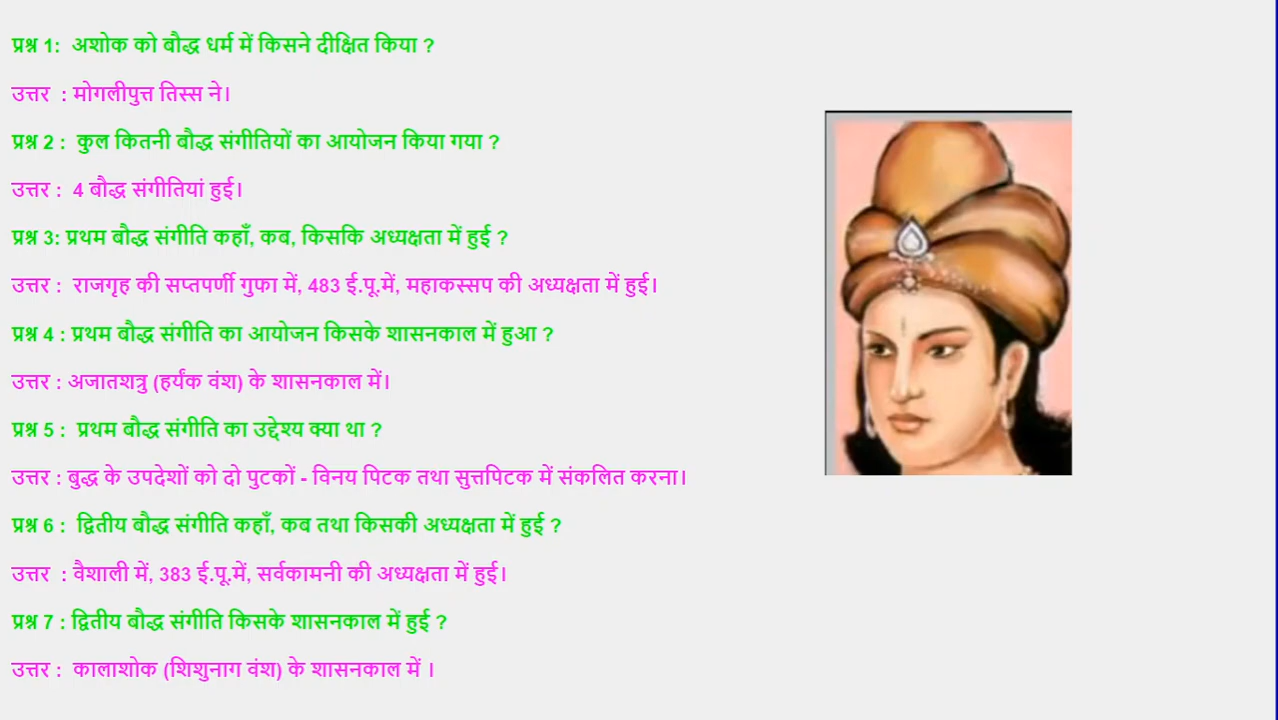 प्रश्न 1:  अशोक को बौद्ध धर्म में किसने दीक्षित किया ?
उत्तर  : मोगलीपुत्त तिस्स ने।
प्रश्न 2 :  कुल कितनी बौद्ध संगीतियों का आयोजन किया गया ?
उत्तर :  4 बौद्ध संगीतियां हुई।
प्रश्न 3: प्रथम बौद्ध संगीति कहाँ, कब, किसकि अध्यक्षता में हुई ?
उत्तर :  राजगृह की सप्तपर्णी गुफा में, 483 ई.पू.में, महाकस्सप की अध्यक्षता में हुई।
प्रश्न 4 : प्रथम बौद्ध संगीति का आयोजन किसके शासनकाल में हुआ ?
उत्तर : अजातशत्रु (हर्यंक वंश) के शासनकाल में।
प्रश्न 5 :  प्रथम बौद्ध संगीति का उद्देश्य क्या था ?
उत्तर : बुद्ध के उपदेशों को दो पुटकों - विनय पिटक तथा सुत्तपिटक में संकलित करना।
प्रश्न 6 :  द्वितीय बौद्ध संगीति कहाँ, कब तथा किसकी अध्यक्षता में हुई ?
उत्तर  : वैशाली में, 383 ई.पू.में, सर्वकामनी की अध्यक्षता में हुई।
प्रश्न 7 : द्वितीय बौद्ध संगीति किसके शासनकाल में हुई ?
उत्तर :  कालाशोक (शिशुनाग वंश) के शासनकाल में ।